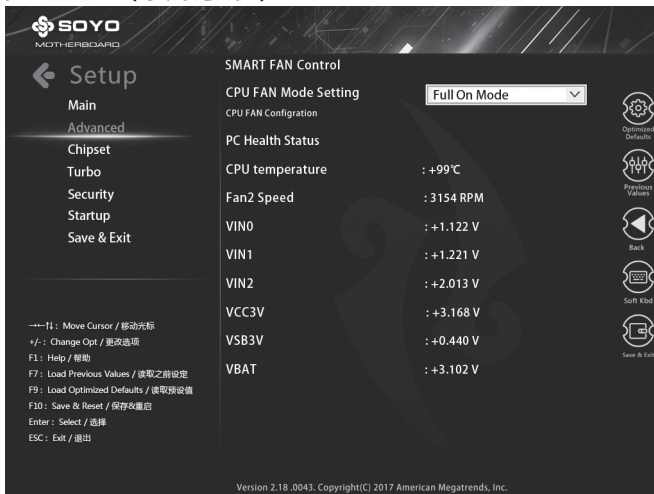 SOYO
MOTHERBOARD
Setup
Main
Advanced
Chipset
Turbo
Security
Startup
Save & Exit
→←↑↓ : Move Cursor / 移动光标
+/- : Change Opt / 更改选项
F1 : Help / 帮助
F7 : Load Previous Values / 读取之前设定
F9 : Load Optimized Defaults / 读取预设值
F10 : Save & Reset / 保存&重启
Enter : Select / 选择
ESC : Exit / 退出
SMART FAN Control
CPU FAN Mode Setting Full On Mode
CPU FAN Configration
PC Health Status
CPU temperature : +99℃
Fan2 Speed : 3154 RPM
VIN0 : +1.122 V
VIN1 : +1.221 V
VIN2 : +2.013 V
VCC3V : +3.168 V
VSB3V : +0.440 V
VBAT : +3.102 V
Optimized
Defaults
Previous
Values
Back
Soft Kbd
Save & Exit
Version 2.18 .0043. Copyright(C) 2017 American Megatrends, Inc.